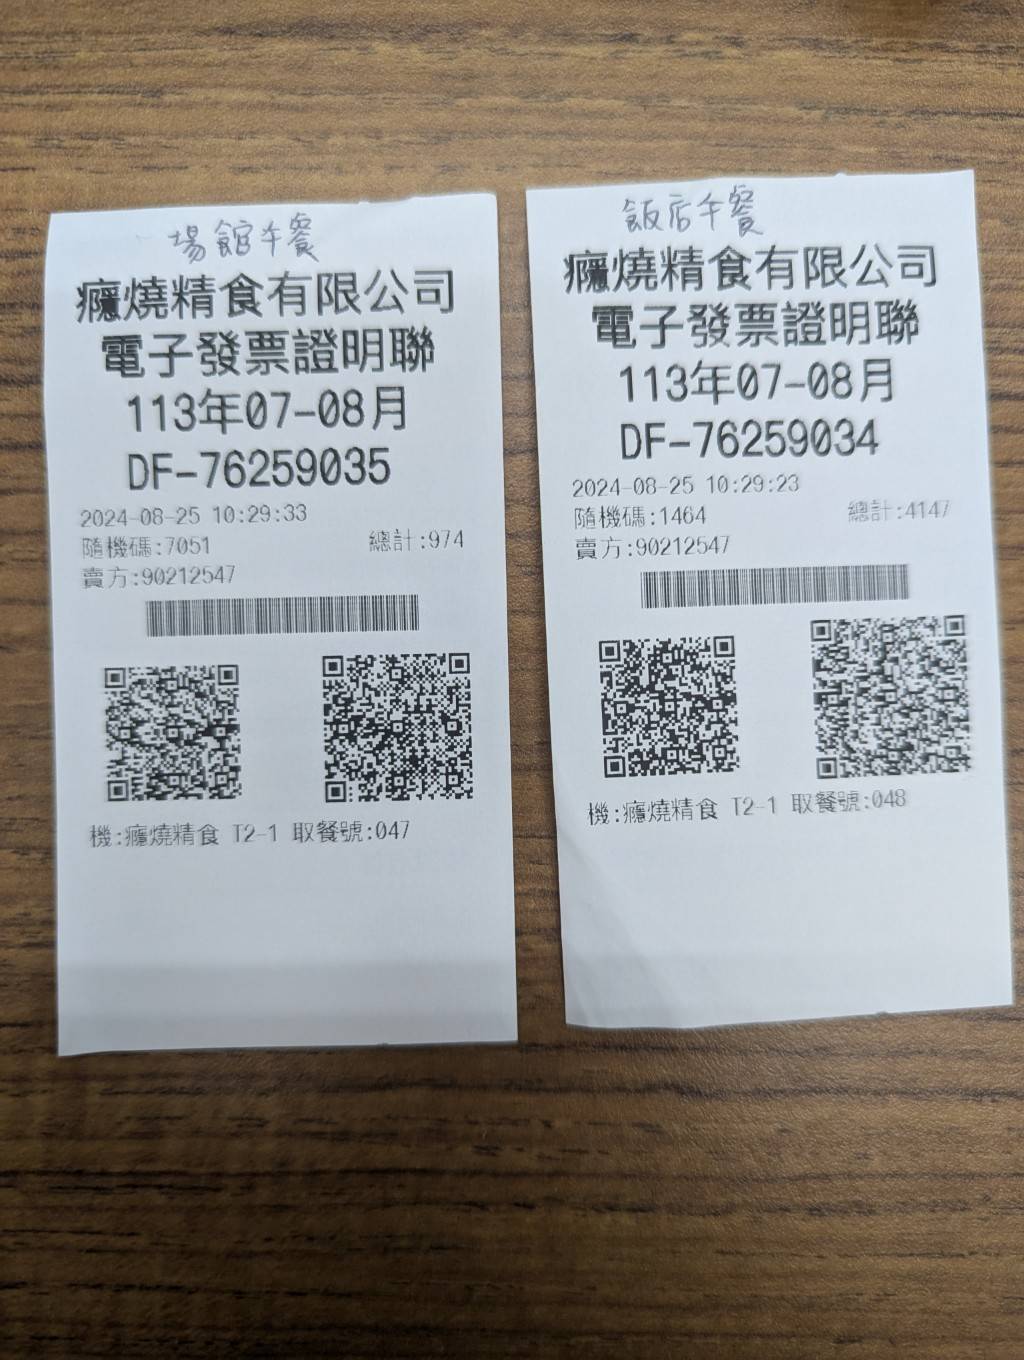 場館午餐
癮燒精食有限公司
電子發票證明聯
113年07-08月
DF-76259035
2024-08-25 10:29:33
隨機碼:7051 總計:974
賣方:90212547
機:癮燒精食 T2-1 取餐號:047
飯店午餐
癮燒精食有限公司
電子發票證明聯
113年07-08月
DF-76259034
2024-08-25 10:29:23
隨機碼:1464 總計:4147
賣方:90212547
機:癮燒精食 T2-1 取餐號:048